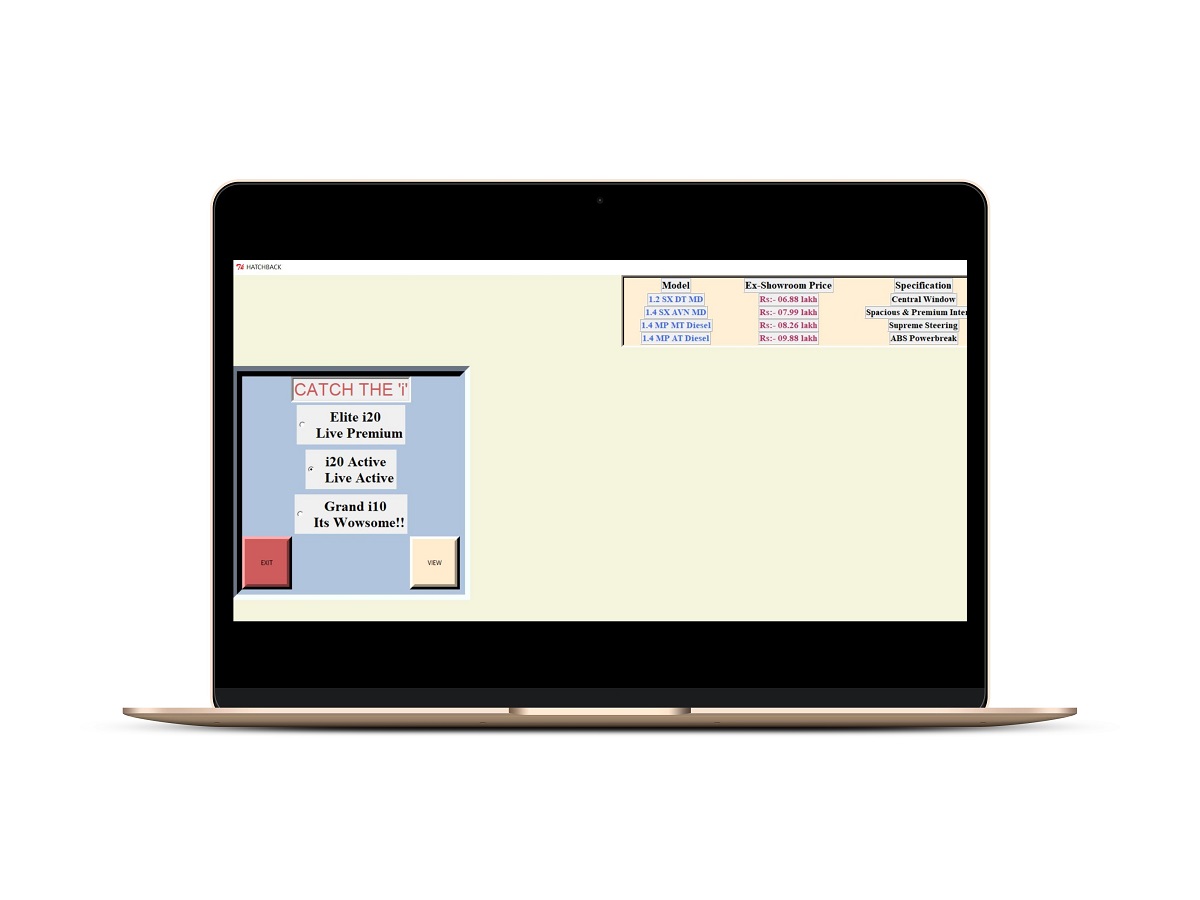 HATCHBACK
Model Ex-Showroom Price Specification
1.2 SX DT MD Rs:- 06.88 lakh Central Window
1.4 SX AVN MD Rs:- 07.99 lakh Spacious & Premium Inter
1.4 MP MT Diesel Rs:- 08.26 lakh Supreme Steering
1.4 MP AT Diesel Rs:- 09.88 lakh ABS Powerbreak
CATCH THE 'i'
Elite i20
Live Premium
i20 Active
Live Active
Grand i10
Its Wowsome!!
EXIT VIEW